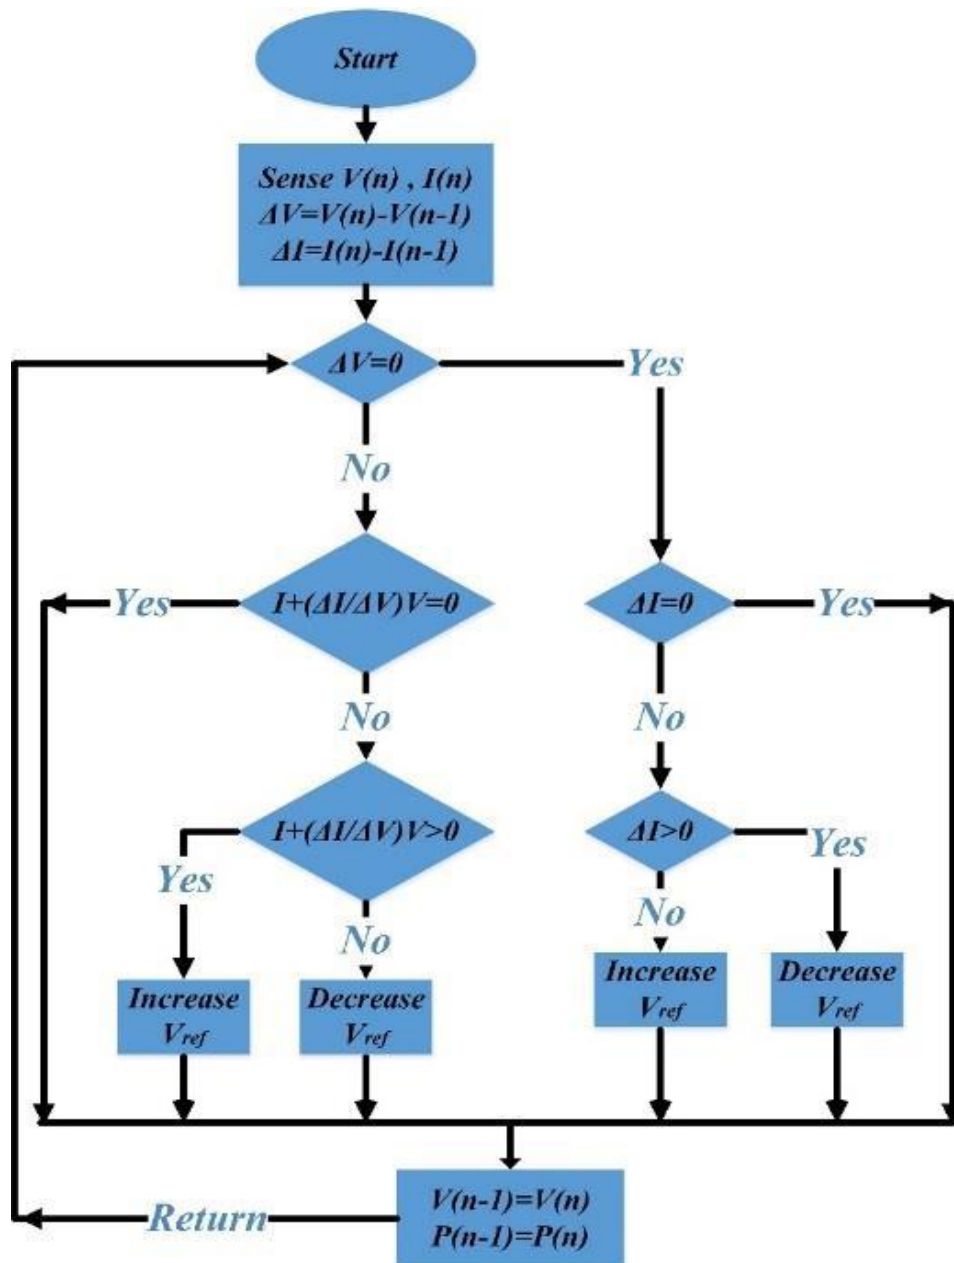 Start
Sense V(n) , I(n)
ΔV=V(n)-V(n-1)
ΔI=I(n)-I(n-1)
ΔV=0
Yes
No
Yes
I+(ΔI/ΔV)V=0
ΔI=0
Yes
No
No
I+(ΔI/ΔV)V>0
ΔI>0
Yes
Yes
No
No
Increase
Vref
Decrease
Vref
Increase
Vref
Decrease
Vref
V(n-1)=V(n)
P(n-1)=P(n)
Return